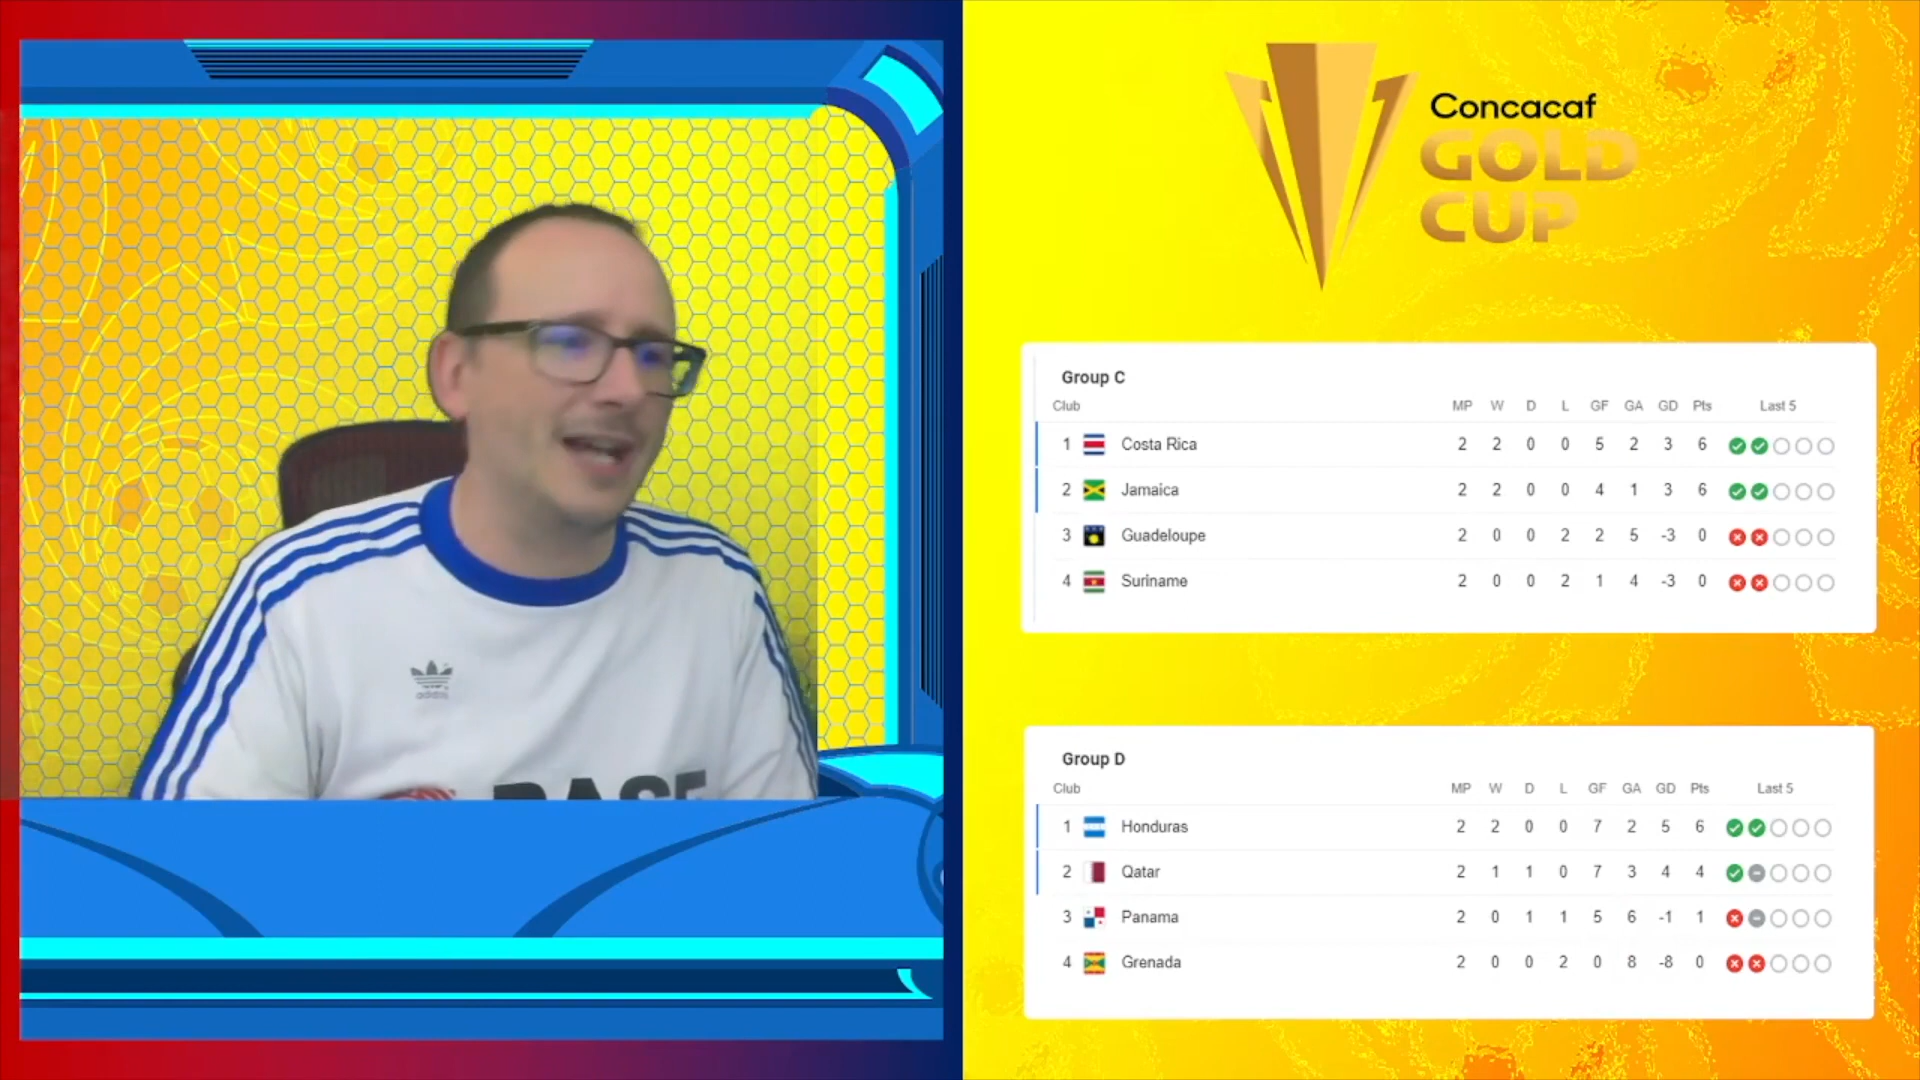 Concacaf
GOLD
CUP
Group C
Club MP W D L GF GA GD Pts Last 5
1 Costa Rica 2 2 0 0 5 2 3 6
2 Jamaica 2 2 0 0 4 1 3 6
3 Guadeloupe 2 0 0 2 2 5 -3 0
4 Suriname 2 0 0 2 1 4 -3 0
Group D
Club MP W D L GF GA GD Pts Last 5
1 Honduras 2 2 0 0 7 2 5 6
2 Qatar 2 1 1 0 7 3 4 4
3 Panama 2 0 1 1 5 6 -1 1
4 Grenada 2 0 0 2 0 8 -8 0
adidas